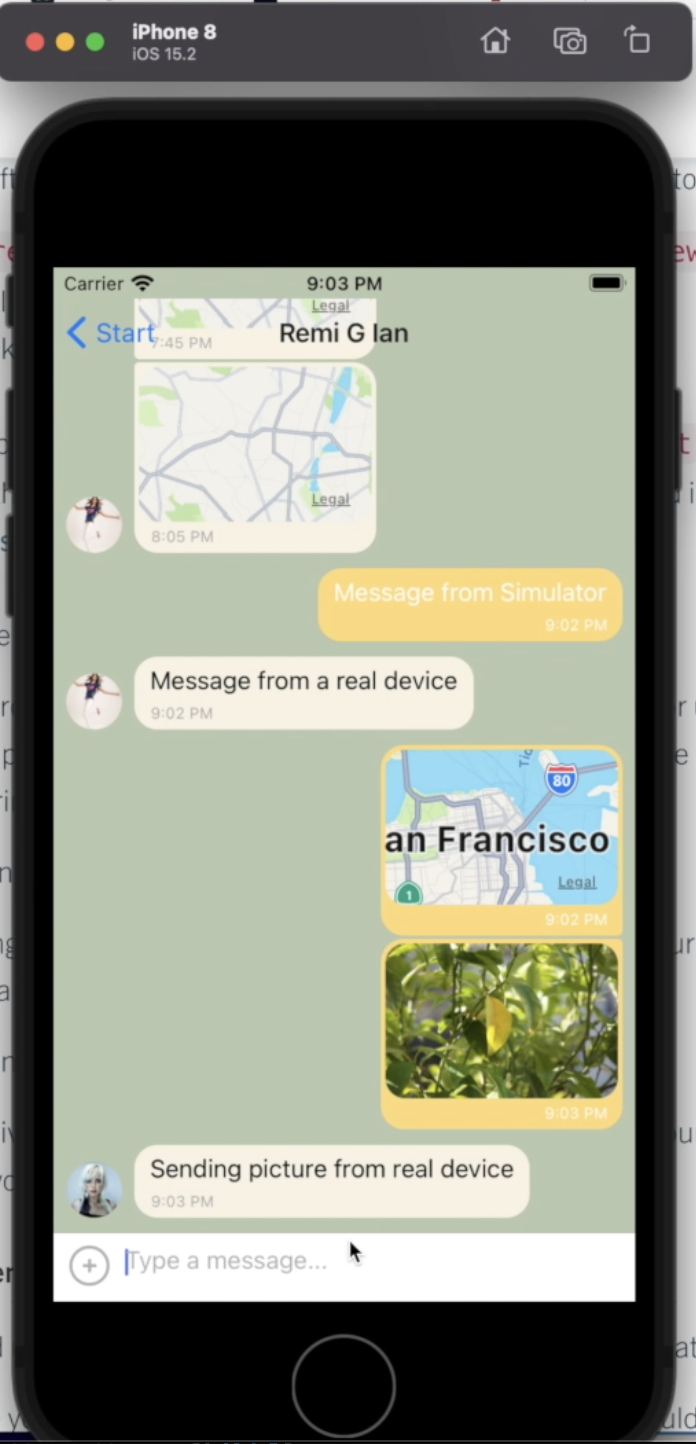 iPhone 8
iOS 15.2
Carrier
9:03 PM
Legal
Start
Remi G Ian
7:45 PM
Legal
8:05 PM
Message from Simulator
9:02 PM
Message from a real device
9:02 PM
80
an Francisco
Legal
1
9:02 PM
9:03 PM
Sending picture from real device
9:03 PM
Type a message...